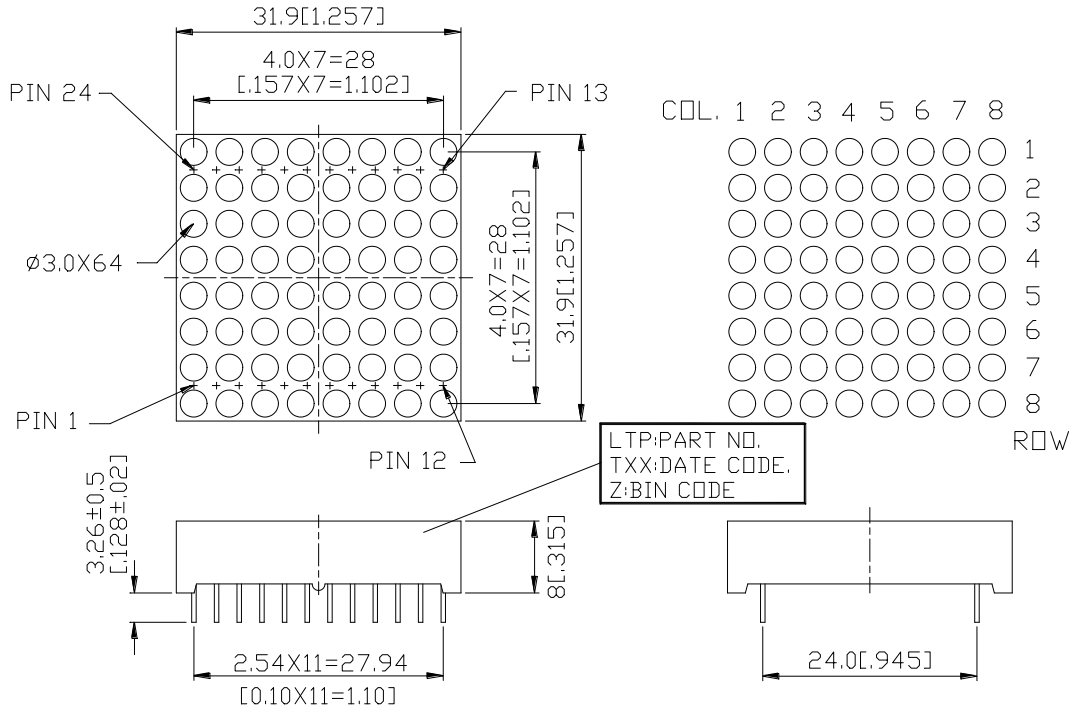 31.9[1.257]
4.0X7=28
[.157X7=1.102]
PIN 24
PIN 13
COL. 1 2 3 4 5 6 7 8
1
2
3
4
5
6
7
8
ROW
Ø3.0X64
4.0X7=28
[.157X7=1.102]
31.9[1.257]
PIN 1
PIN 12
LTP:PART NO.
TXX:DATE CODE.
Z:BIN CODE
3.26±0.5
[.128±.02]
8[.315]
2.54X11=27.94
[0.10X11=1.10]
24.0[.945]